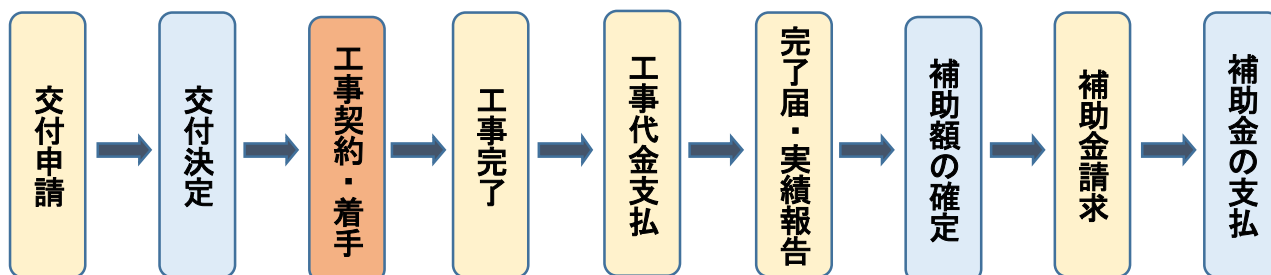 交付申請
交付決定
工事契約・着手
工事完了
工事代金支払
完了届・実績報告
補助額の確定
補助金請求
補助金の支払